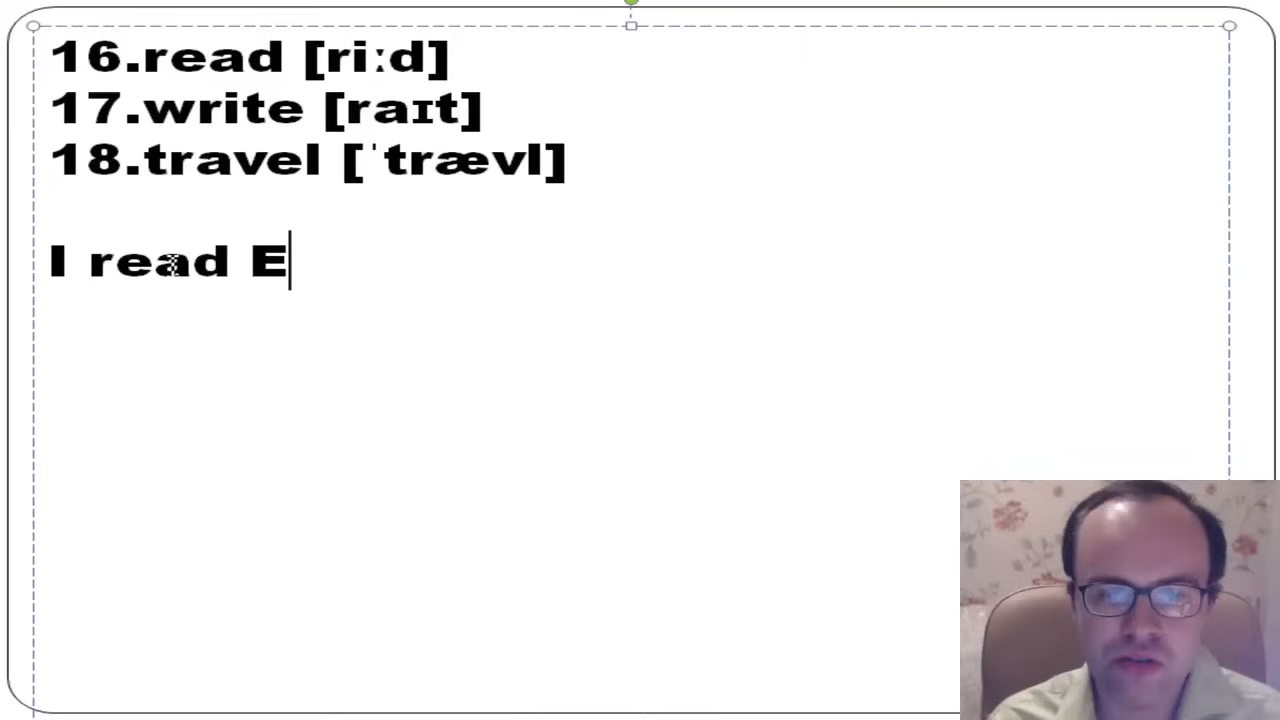 16.read [riːd]
17.write [raɪt]
18.travel [ˈtrævl]
I read E